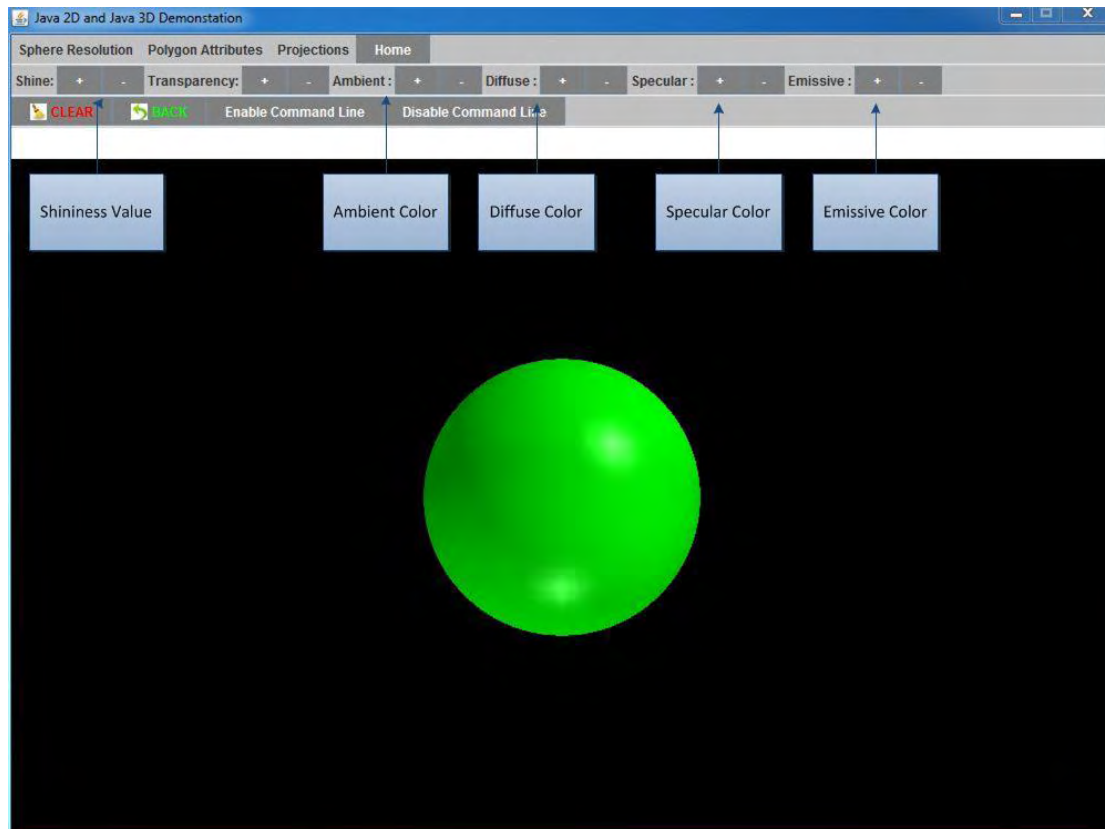 Java 2D and Java 3D Demonstation
Sphere Resolution Polygon Attributes Projections Home
Shine: + - Transparency: + - Ambient : + - Diffuse : + - Specular : + - Emissive : + -
CLEAR BACK Enable Command Line Disable Command Line
Shininess Value Ambient Color Diffuse Color Specular Color Emissive Color